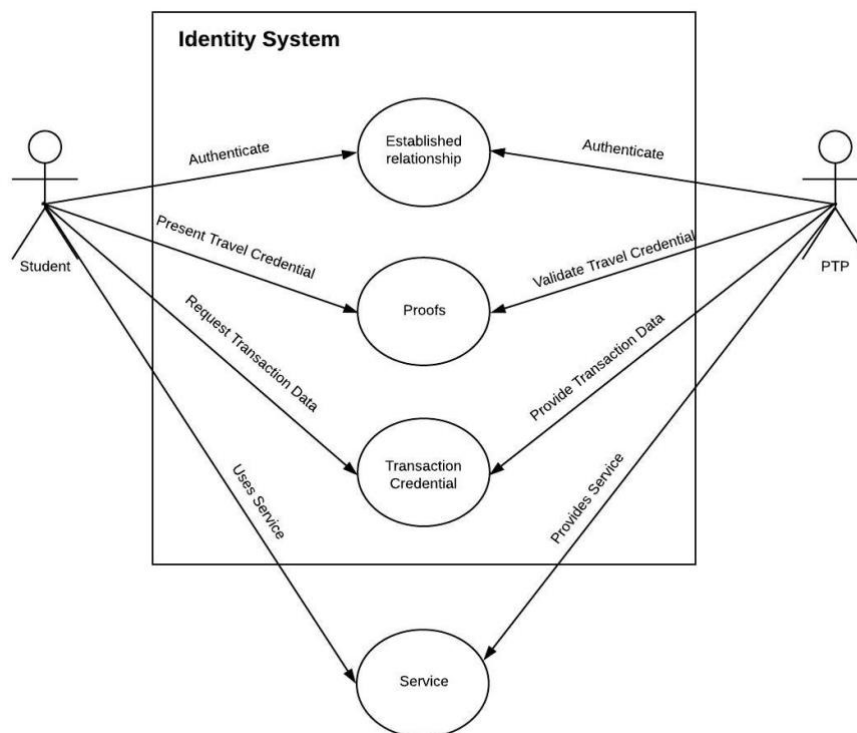 Identity System
Established
relationship
Authenticate
Authenticate
Present Travel Credential
Validate Travel Credential
Student
PTP
Proofs
Request Transaction Data
Provide Transaction Data
Transaction
Credential
Uses Service
Provides Service
Service